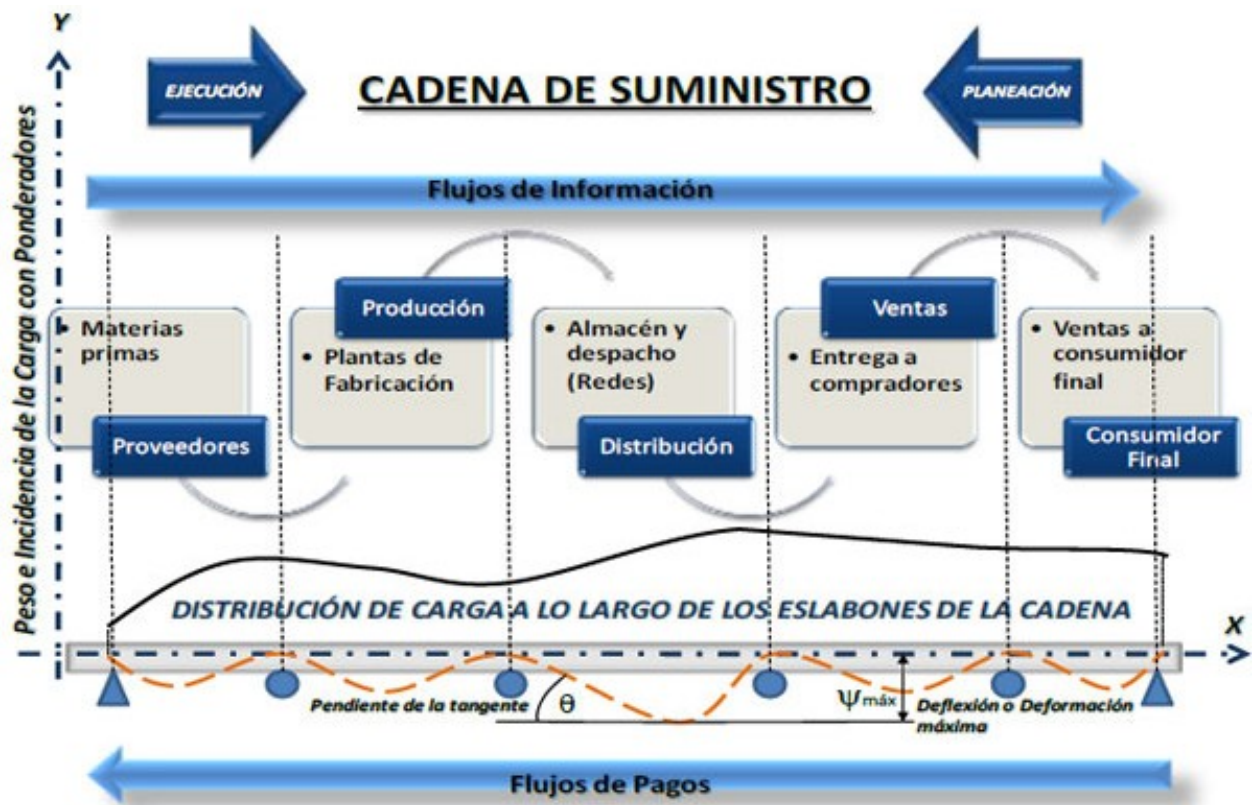 Y
EJECUCIÓN
CADENA DE SUMINISTRO
PLANEACIÓN
Peso e Incidencia de la Carga con Ponderadores
Flujos de Información
Producción
Ventas
• Materias
primas
• Plantas de
Fabricación
• Almacén y
despacho
(Redes)
• Entrega a
compradores
• Ventas a
consumidor
final
Proveedores
Distribución
Consumidor
Final
DISTRIBUCIÓN DE CARGA A LO LARGO DE LOS ESLABONES DE LA CADENA
X
Pendiente de la tangente
θ
Ψmáx
Deflexión o Deformación
máxima
Flujos de Pagos